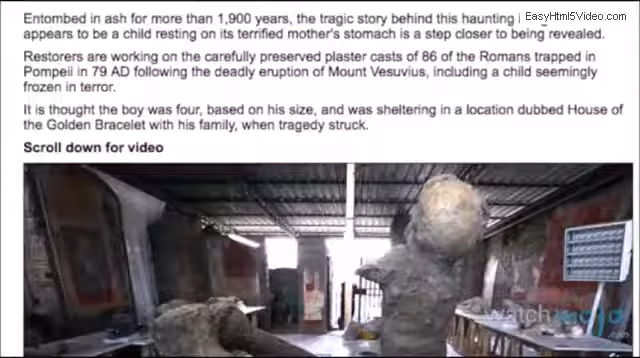 EasyHtml5Video.com
Entombed in ash for more than 1,900 years, the tragic story behind this haunting
appears to be a child resting on its terrified mother's stomach is a step closer to being revealed.
Restorers are working on the carefully preserved plaster casts of 86 of the Romans trapped in
Pompeii in 79 AD following the deadly eruption of Mount Vesuvius, including a child seemingly
frozen in terror.
It is thought the boy was four, based on his size, and was sheltering in a location dubbed House of
the Golden Bracelet with his family, when tragedy struck.
Scroll down for video
watchmojo
.com